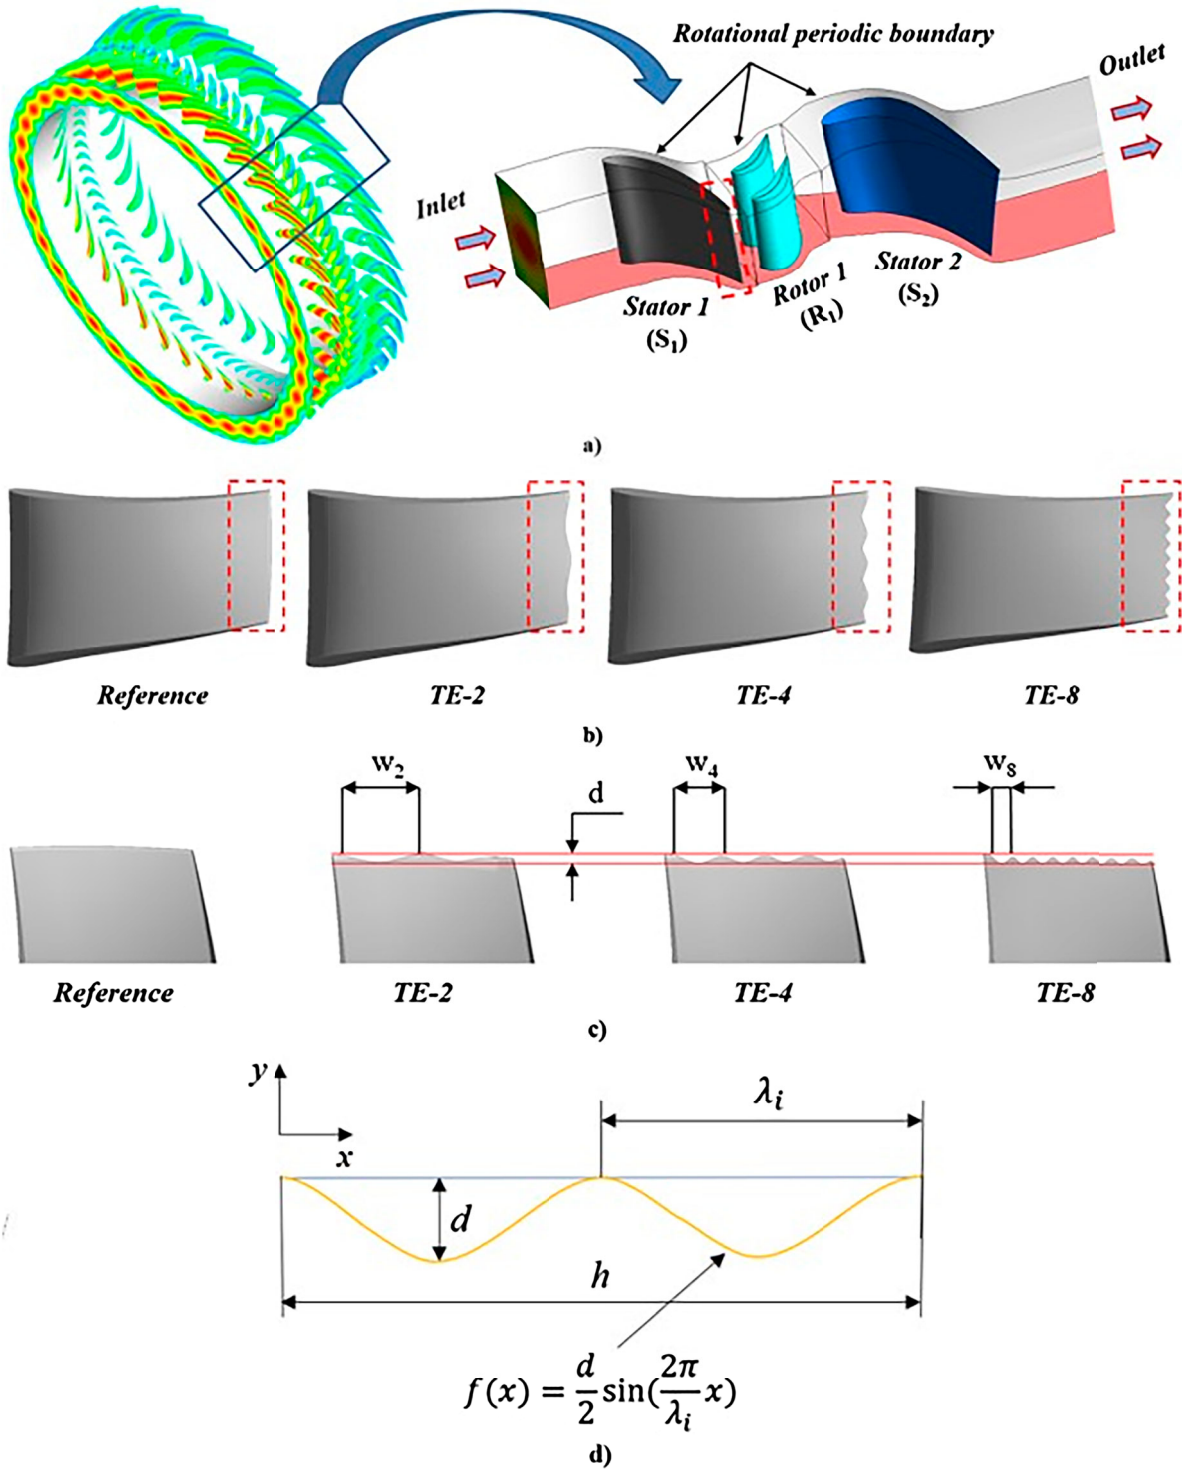 Rotational periodic boundary
Outlet
Inlet
Stator 1
(S₁)
Rotor 1
(R₁)
Stator 2
(S₂)
a)
Reference TE-2 TE-4 TE-8
b)
w₂ d w₄ w₈
Reference TE-2 TE-4 TE-8
c)
y
x
λᵢ
d
h
f(x) = d/2 sin(2π/λᵢ x)
d)